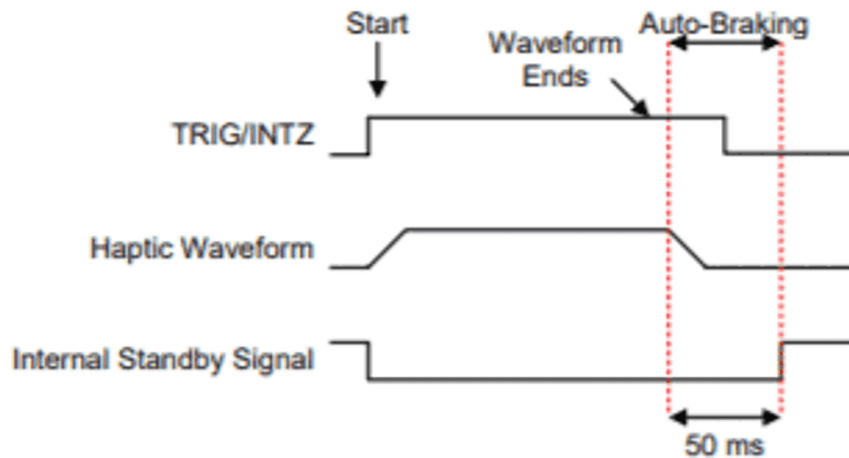 Start
Auto-Braking
Waveform
Ends
TRIG/INTZ
Haptic Waveform
Internal Standby Signal
50 ms